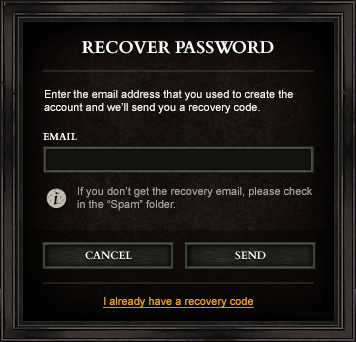 RECOVER PASSWORD
Enter the email address that you used to create the
account and we'll send you a recovery code.
EMAIL
If you don't get the recovery email, please check
in the “Spam” folder.
CANCEL
SEND
I already have a recovery code